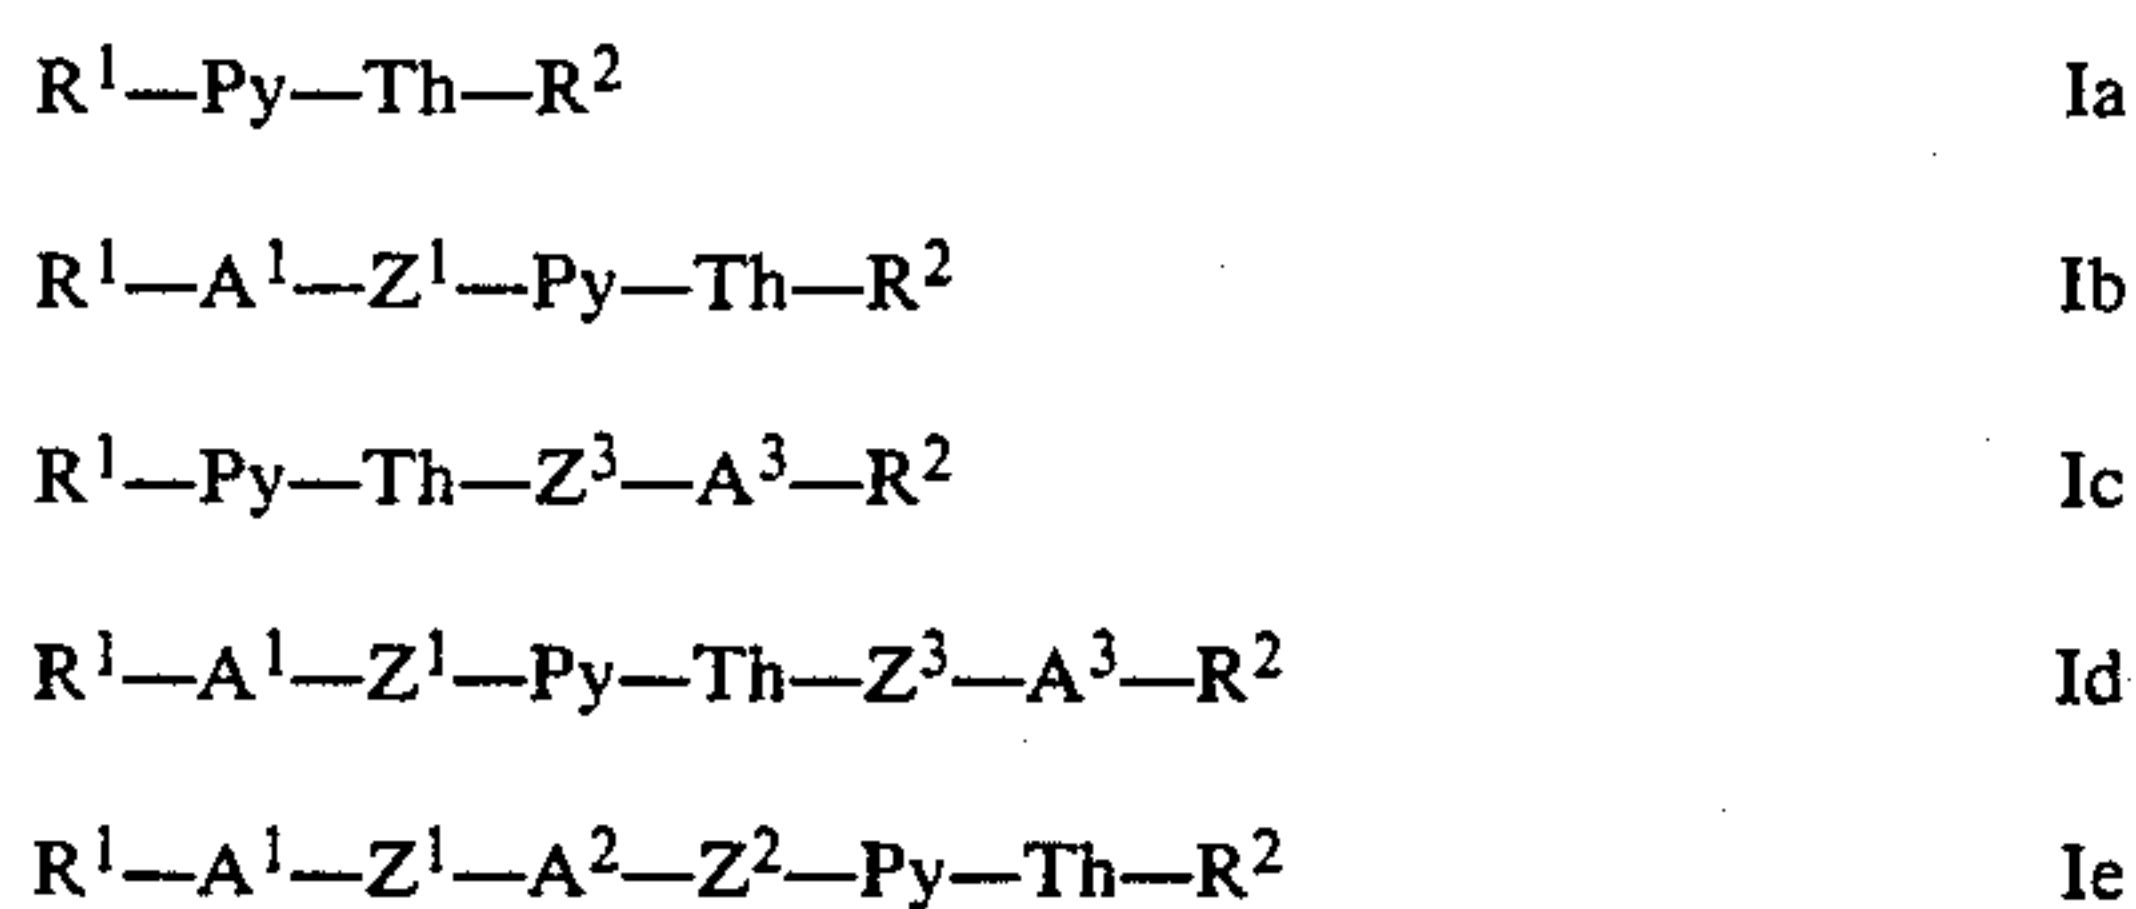 R¹—Py—Th—R² Ia
R¹—A¹—Z¹—Py—Th—R² Ib
R¹—Py—Th—Z³—A³—R² Ic
R¹—A¹—Z¹—Py—Th—Z³—A³—R² Id
R¹—A¹—Z¹—A²—Z²—Py—Th—R² Ie